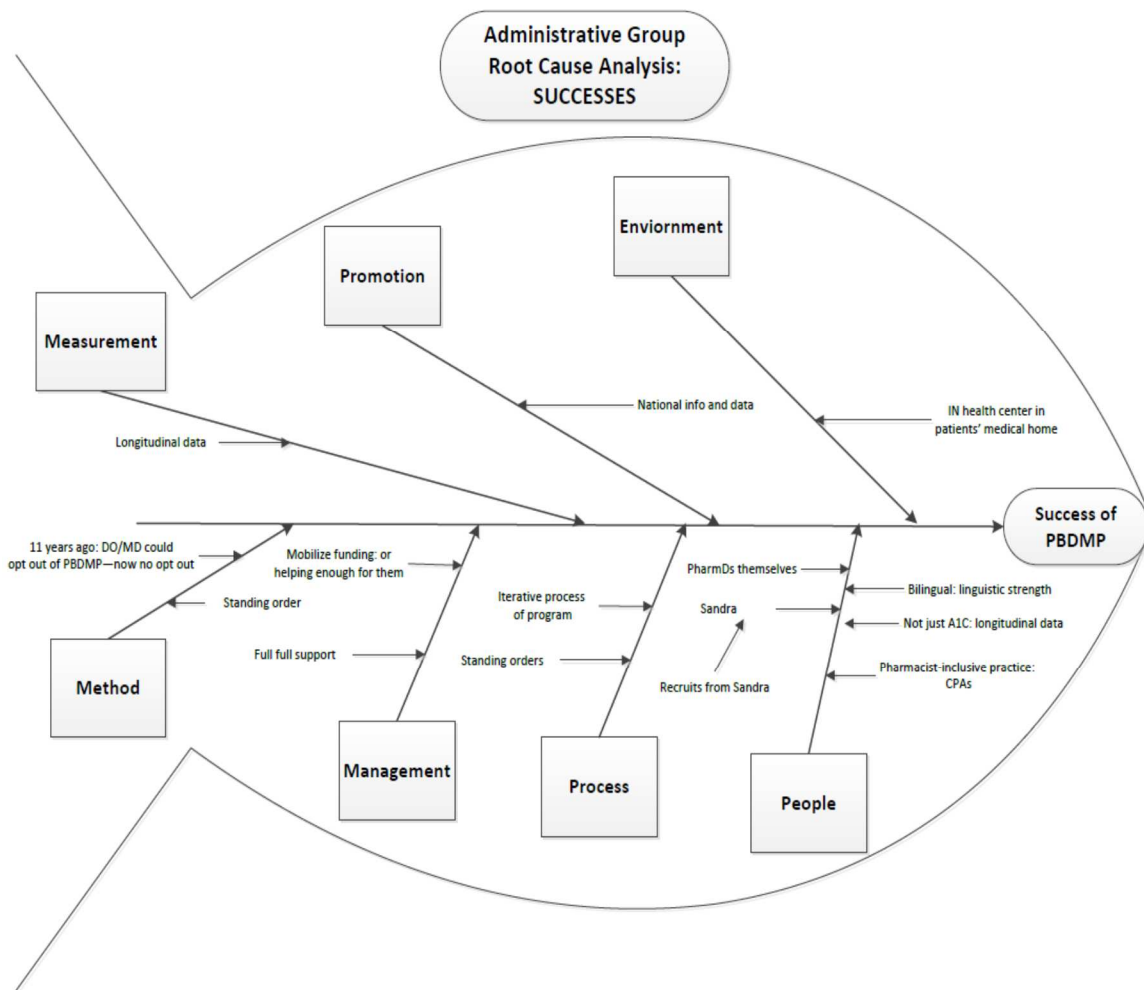 Administrative Group
Root Cause Analysis:
SUCCESSES
Enviornment
Promotion
Measurement
National info and data
IN health center in
patients' medical home
Longitudinal data
Success of
PBDMP
11 years ago: DO/MD could
opt out of PBDMP—now no opt out
Standing order
Method
Mobilize funding: or
helping enough for them
Full full support
Management
Iterative process
of program
Standing orders
Process
PharmDs themselves
Sandra
Recruits from Sandra
Bilingual: linguistic strength
Not just A1C: longitudinal data
Pharmacist-inclusive practice:
CPAs
People